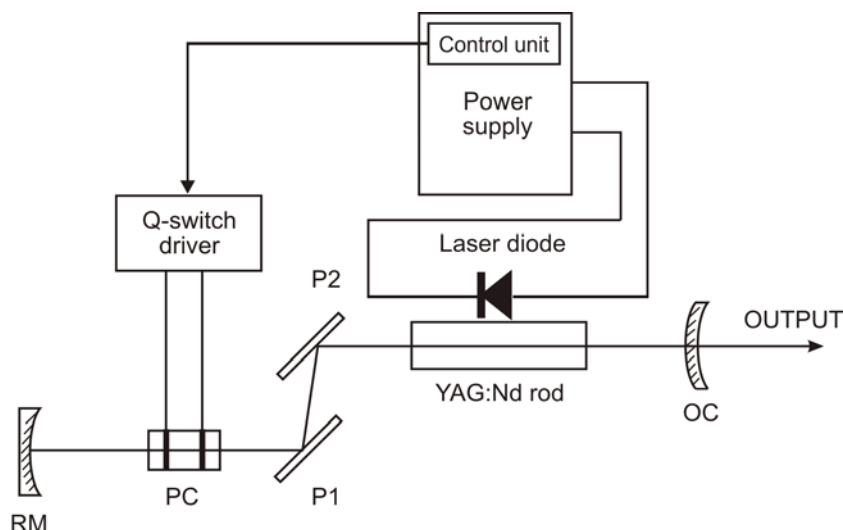 Control unit
Power
supply
Q-switch
driver
Laser diode
P2
OUTPUT
YAG:Nd rod
OC
PC
P1
RM